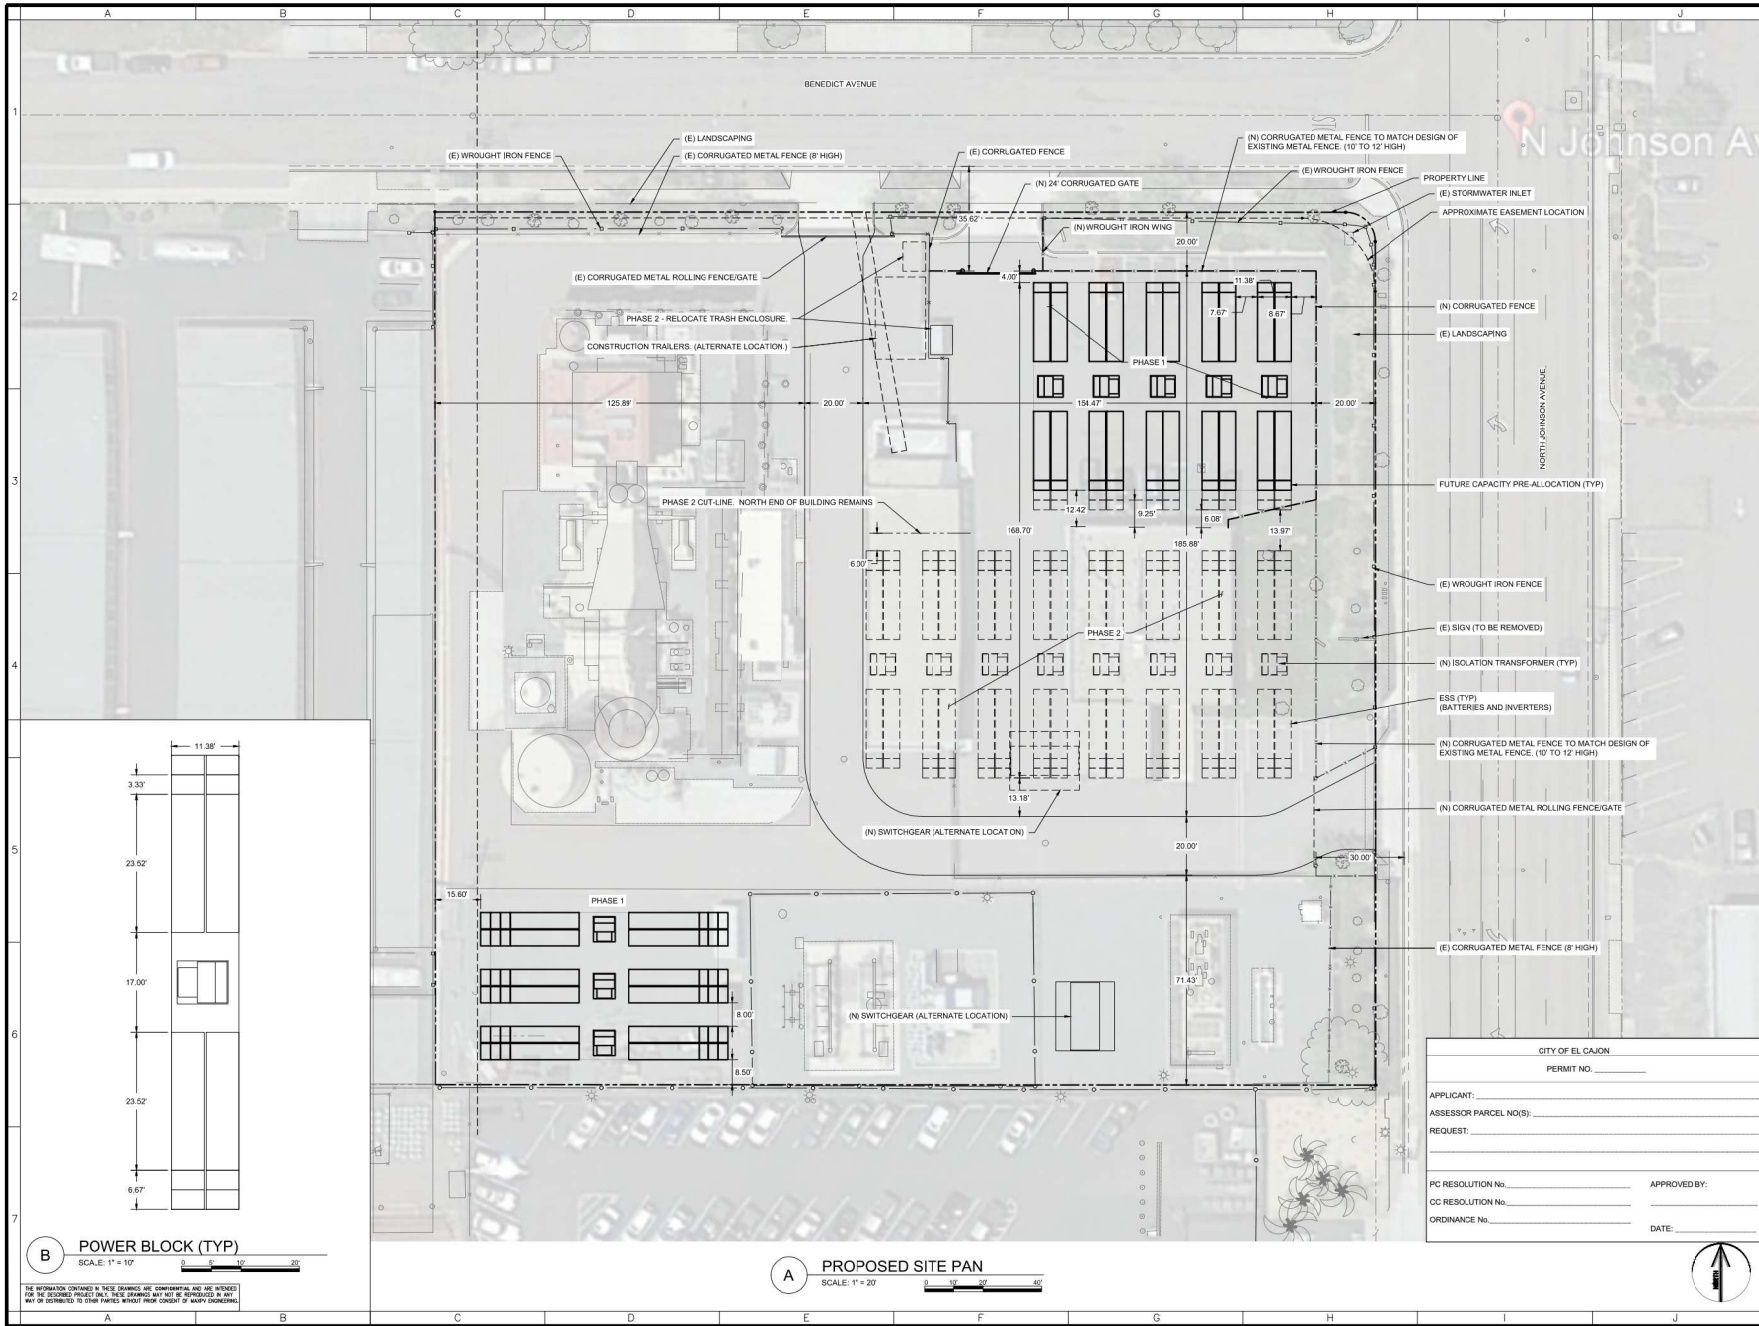 A B C D E F G H I J
1
2
3
4
5
6
7
BENEDICT AVENUE
N Johnson Av
(E) LANDSCAPING
(E) WROUGHT IRON FENCE
(E) CORRUGATED METAL FENCE (8' HIGH)
(E) CORRLGATED FENCE
(N) 24' CORRUGATED GATE
(N) CORRUGATED METAL FENCE TO MATCH DESIGN OF
EXISTING METAL FENCE. (10' TO 12' HIGH)
(E) WROUGHT IRON FENCE
PROPERTY LINE
(E) STORMWATER INLET
APPROXIMATE EASEMENT LOCATION
35.62'
(N) WROUGHT IRON WING
20.00'
(E) CORRUGATED METAL ROLLING FENCE/GATE
4.00'
11.38'
7.67'
8.67'
(N) CORRUGATED FENCE
PHASE 2 - RELOCATE TRASH ENCLOSURE.
CONSTRUCTION TRAILERS. (ALTERNATE LOCATION.)
(E) LANDSCAPING
PHASE 1
125.89'
20.00'
154.47'
20.00'
NORTH JOHNSON AVENUE
FUTURE CAPACITY PRE-ALLOCATION (TYP)
PHASE 2 CUT-LINE. NORTH END OF BUILDING REMAINS
12.42'
9.25'
6.08'
168.70'
13.97'
185.88'
6.00'
(E) WROUGHT IRON FENCE
PHASE 2
(E) SIGN (TO BE REMOVED)
(N) ISOLATION TRANSFORMER (TYP)
ESS (TYP)
(BATTERIES AND INVERTERS)
(N) CORRUGATED METAL FENCE TO MATCH DESIGN OF
EXISTING METAL FENCE. (10' TO 12' HIGH)
13.18'
(N) CORRUGATED METAL ROLLING FENCE/GATE
(N) SWITCHGEAR (ALTERNATE LOCATION)
20.00'
30.00'
15.60'
PHASE 1
(E) CORRUGATED METAL FENCE (8' HIGH)
71.43'
8.00'
(N) SWITCHGEAR (ALTERNATE LOCATION)
8.50'
11.38'
3.33'
23.52'
17.00'
23.52'
6.67'
B
POWER BLOCK (TYP)
SCALE: 1" = 10'
0 5' 10' 20'
THE INFORMATION CONTAINED IN THESE DRAWINGS ARE CONFIDENTIAL AND ARE INTENDED
FOR THE DESCRIBED PROJECT ONLY. THESE DRAWINGS MAY NOT BE REPRODUCED IN ANY
WAY OR DISTRIBUTED TO OTHER PARTIES WITHOUT PRIOR CONSENT OF MAXPV ENGINEERING.
A
PROPOSED SITE PAN
SCALE: 1" = 20'
0 10' 20' 40'
CITY OF EL CAJON
PERMIT NO.
APPLICANT:
ASSESSOR PARCEL NO(S):
REQUEST:
PC RESOLUTION No.
APPROVED BY:
CC RESOLUTION No.
ORDINANCE No.
DATE:
NORTH
A B C D E F G H I J